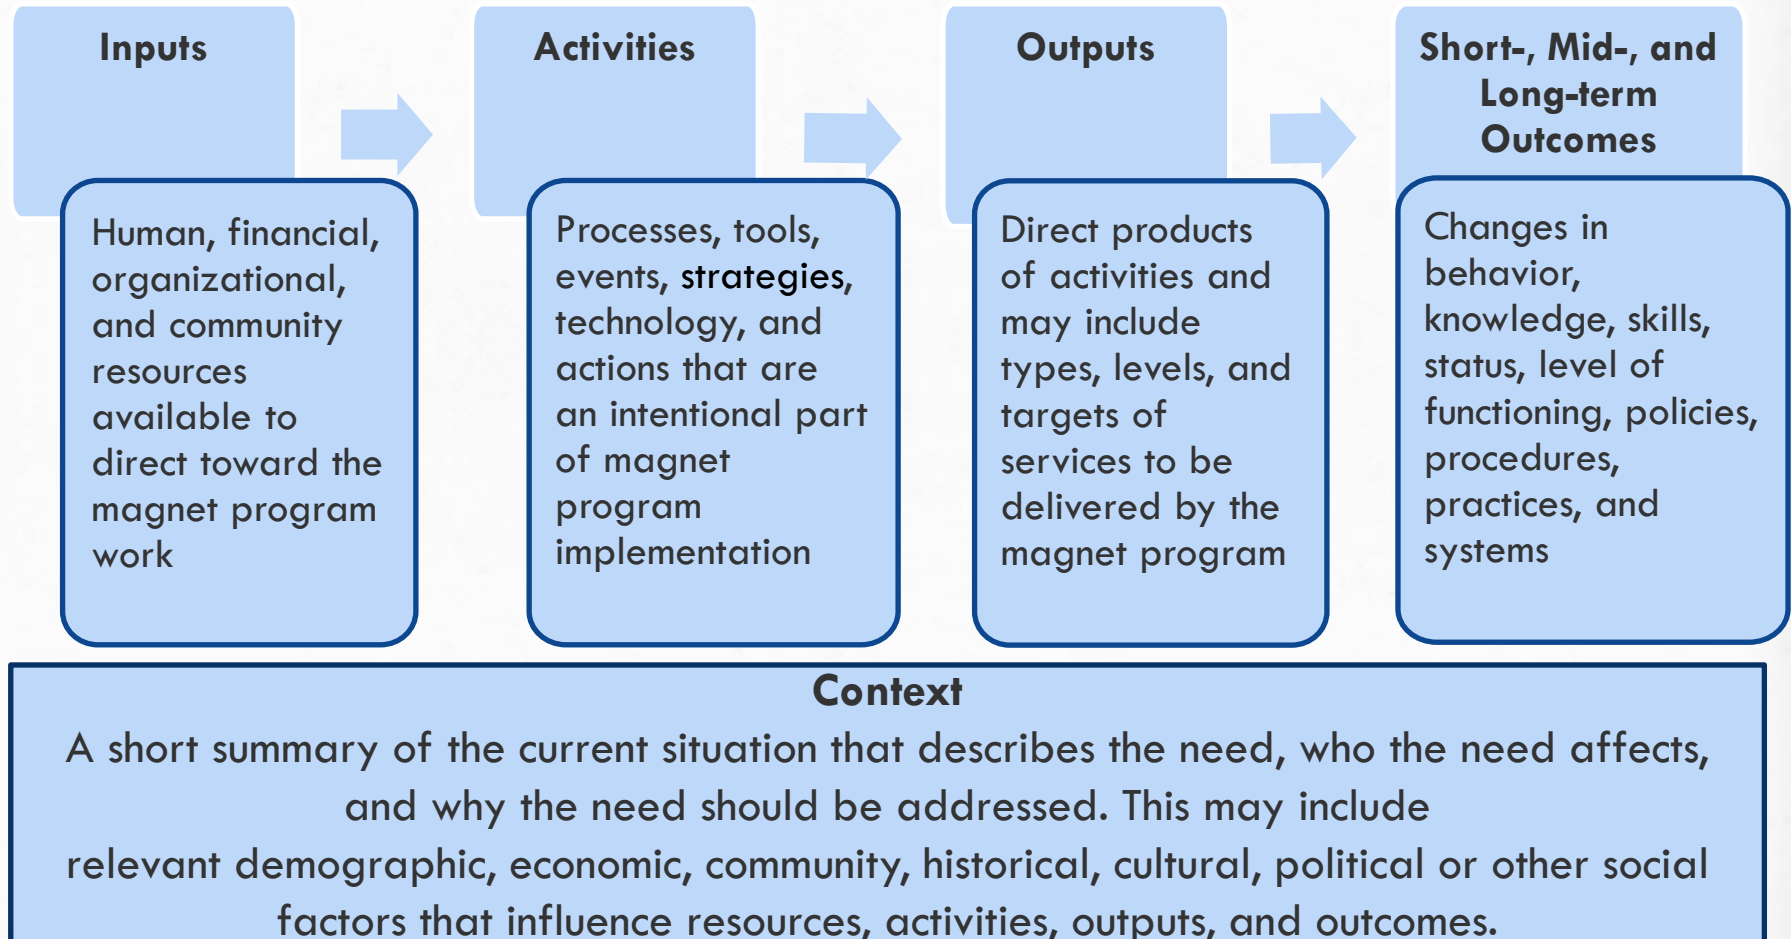 Inputs
Human, financial,
organizational,
and community
resources
available to
direct toward the
magnet program
work
Activities
Processes, tools,
events, strategies,
technology, and
actions that are
an intentional part
of magnet
program
implementation
Outputs
Direct products
of activities and
may include
types, levels, and
targets of
services to be
delivered by the
magnet program
Short-, Mid-, and
Long-term
Outcomes
Changes in
behavior,
knowledge, skills,
status, level of
functioning, policies,
procedures,
practices, and
systems
Context
A short summary of the current situation that describes the need, who the need affects,
and why the need should be addressed. This may include
relevant demographic, economic, community, historical, cultural, political or other social
factors that influence resources, activities, outputs, and outcomes.